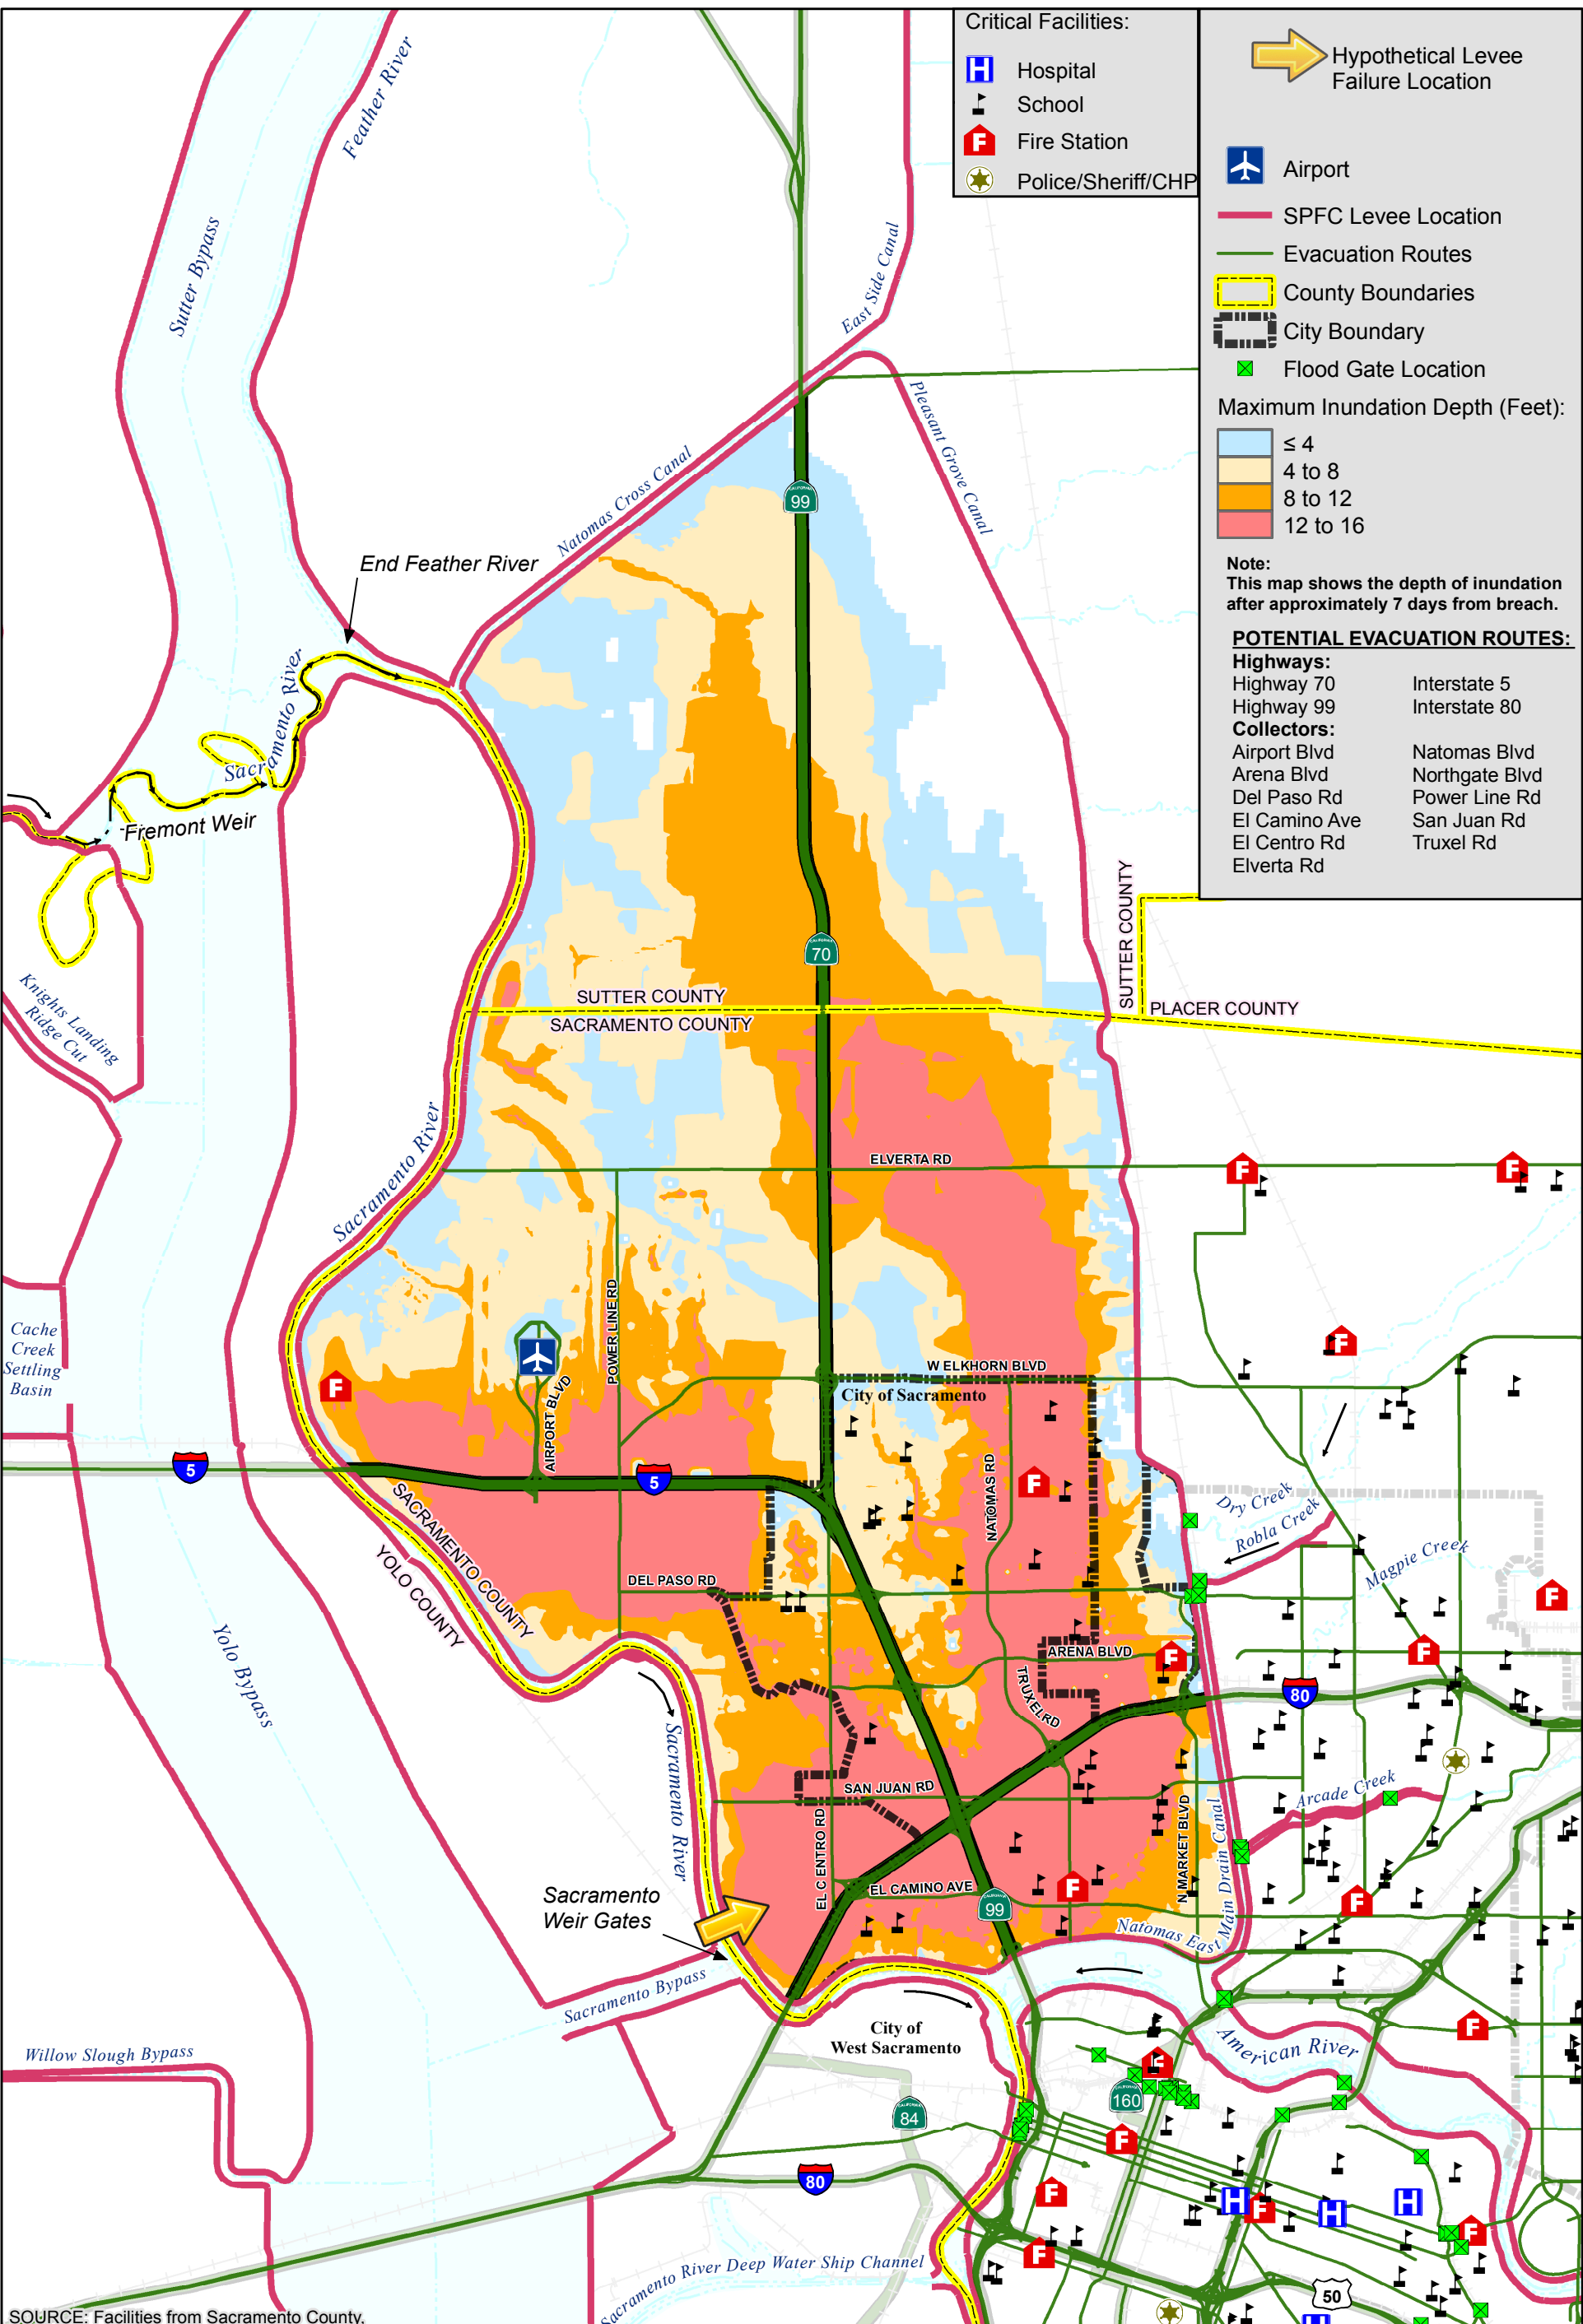 Critical Facilities:
Hospital
School
Fire Station
Police/Sheriff/CHP
Hypothetical Levee
Failure Location
Airport
SPFC Levee Location
Evacuation Routes
County Boundaries
City Boundary
Flood Gate Location
Maximum Inundation Depth (Feet):
≤ 4
4 to 8
8 to 12
12 to 16
Note:
This map shows the depth of inundation
after approximately 7 days from breach.
POTENTIAL EVACUATION ROUTES:
Highways:
Highway 70 Interstate 5
Highway 99 Interstate 80
Collectors:
Airport Blvd Natomas Blvd
Arena Blvd Northgate Blvd
Del Paso Rd Power Line Rd
El Camino Ave San Juan Rd
El Centro Rd Truxel Rd
Elverta Rd
Feather River
Sutter Bypass
East Side Canal
Pleasant Grove Canal
Natomas Cross Canal
99
End Feather River
Sacramento River
Fremont Weir
Knights Landing
Ridge Cut
70
SUTTER COUNTY
SACRAMENTO COUNTY
SUTTER COUNTY
PLACER COUNTY
Sacramento River
ELVERTA RD
POWER LINE RD
Cache
Creek
Settling
Basin
AIRPORT BLVD
W ELKHORN BLVD
City of Sacramento
5
5
NATOMAS RD
SACRAMENTO COUNTY
YOLO COUNTY
Dry Creek
Robla Creek
Magpie Creek
DEL PASO RD
Yolo Bypass
ARENA BLVD
TRUXEL RD
80
Sacramento River
SAN JUAN RD
EL C ENTRO RD
N MARKET BLVD
Arcade Creek
EL CAMINO AVE
99
Natomas East Main Drain Canal
Sacramento
Weir Gates
Sacramento Bypass
City of
West Sacramento
American River
Willow Slough Bypass
160
84
80
Sacramento River Deep Water Ship Channel
50
SOURCE: Facilities from Sacramento County,